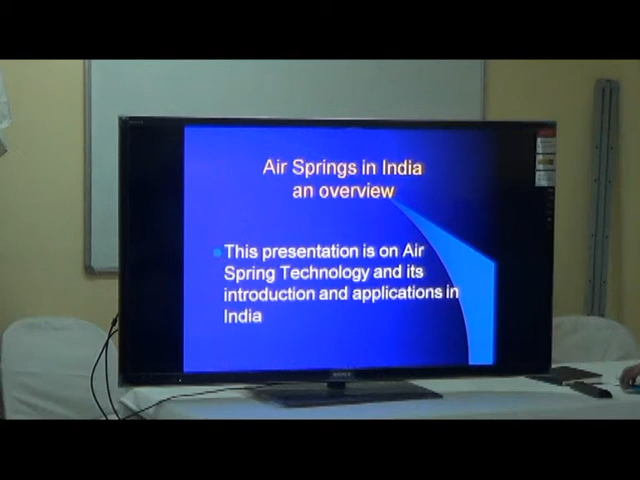 Air Springs in India
an overview
This presentation is on Air
Spring Technology and its
introduction and applications in
India